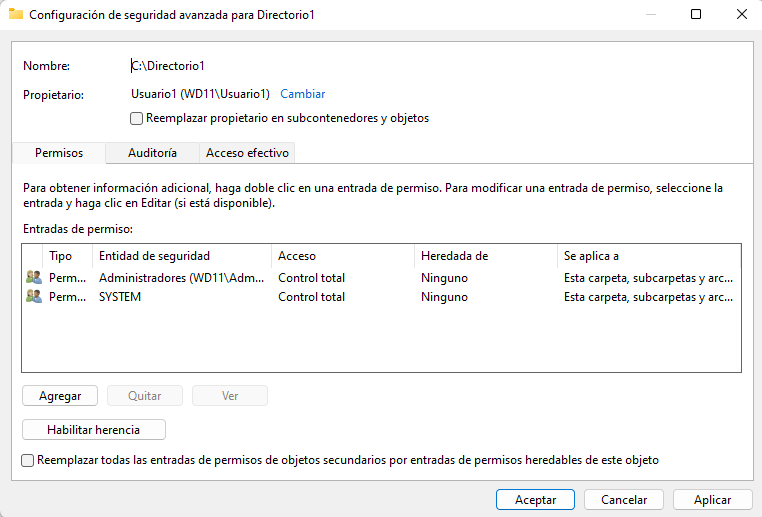 Configuración de seguridad avanzada para Directorio1
Nombre: C:\Directorio1
Propietario: Usuario1 (WD11\Usuario1) Cambiar
Reemplazar propietario en subcontenedores y objetos
Permisos Auditoría Acceso efectivo
Para obtener información adicional, haga doble clic en una entrada de permiso. Para modificar una entrada de permiso, seleccione la
entrada y haga clic en Editar (si está disponible).
Entradas de permiso:
Tipo Entidad de seguridad Acceso Heredada de Se aplica a
Perm... Administradores (WD11\Adm... Control total Ninguno Esta carpeta, subcarpetas y arc...
Perm... SYSTEM Control total Ninguno Esta carpeta, subcarpetas y arc...
Agregar Quitar Ver
Habilitar herencia
Reemplazar todas las entradas de permisos de objetos secundarios por entradas de permisos heredables de este objeto
Aceptar Cancelar Aplicar